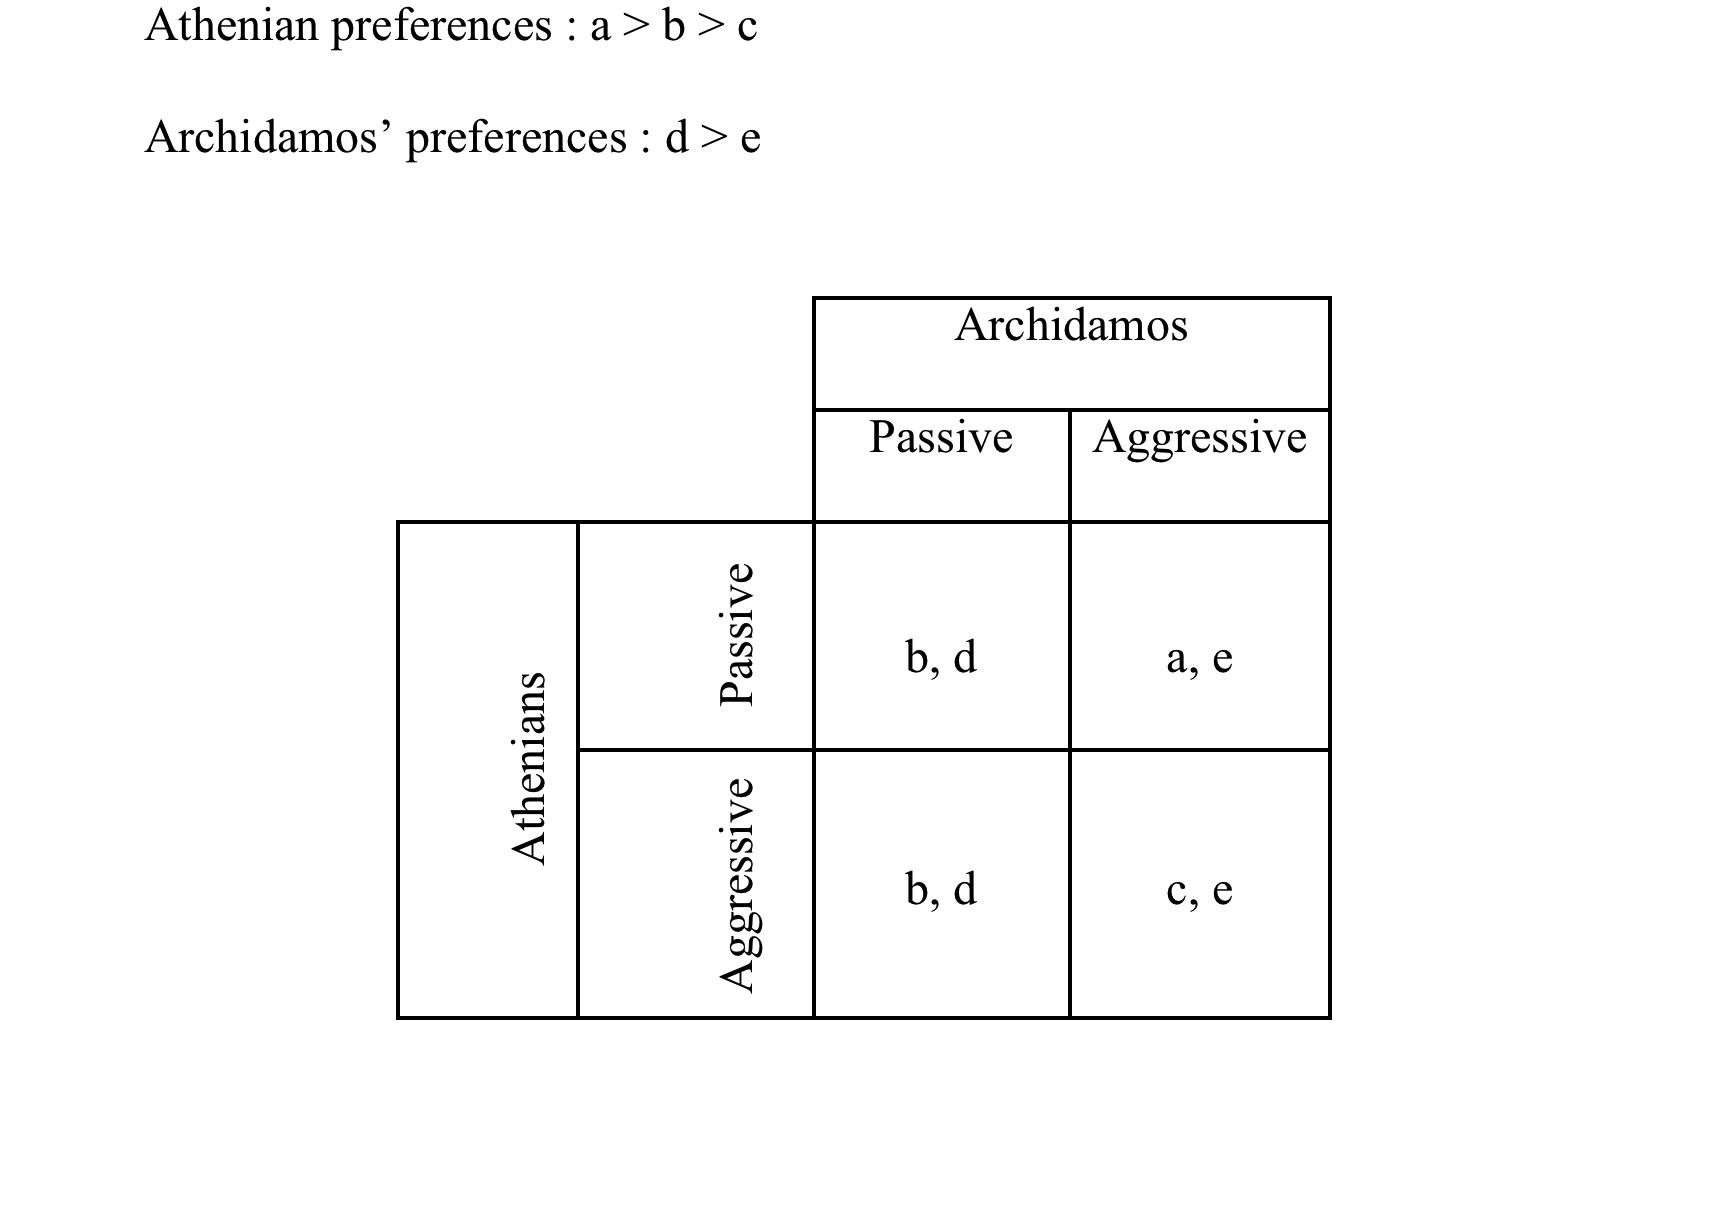 Athenian preferences : a > b > c
Archidamos’ preferences : d > e
Archidamos
Passive Aggressive
Athenians
Passive
b, d a, e
Aggressive
b, d c, e